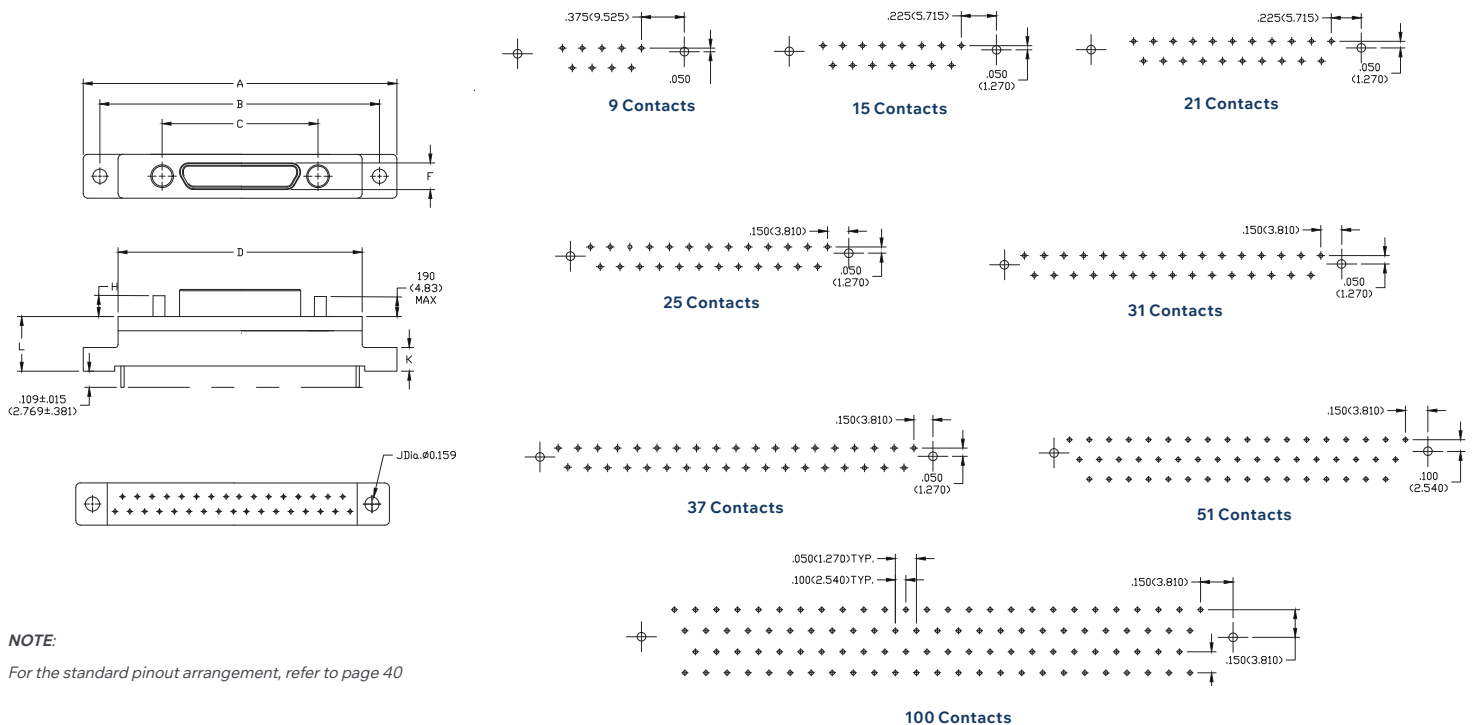 A
B
C
F
D
H
190
(4.83)
MAX
L
K
.109±.015
(2.769±.381)
JDia.ø0.159
NOTE:
For the standard pinout arrangement, refer to page 40
.375(9.525)
.050
9 Contacts
.225(5.715)
.050
(1.270)
15 Contacts
.225(5.715)
.050
(1.270)
21 Contacts
.150(3.810)
.050
(1.270)
25 Contacts
.150(3.810)
.050
(1.270)
31 Contacts
.150(3.810)
.050
(1.270)
37 Contacts
.150(3.810)
.100
(2.540)
51 Contacts
.050(1.270)TYP.
.100(2.540)TYP.
.150(3.810)
.150(3.810)
100 Contacts